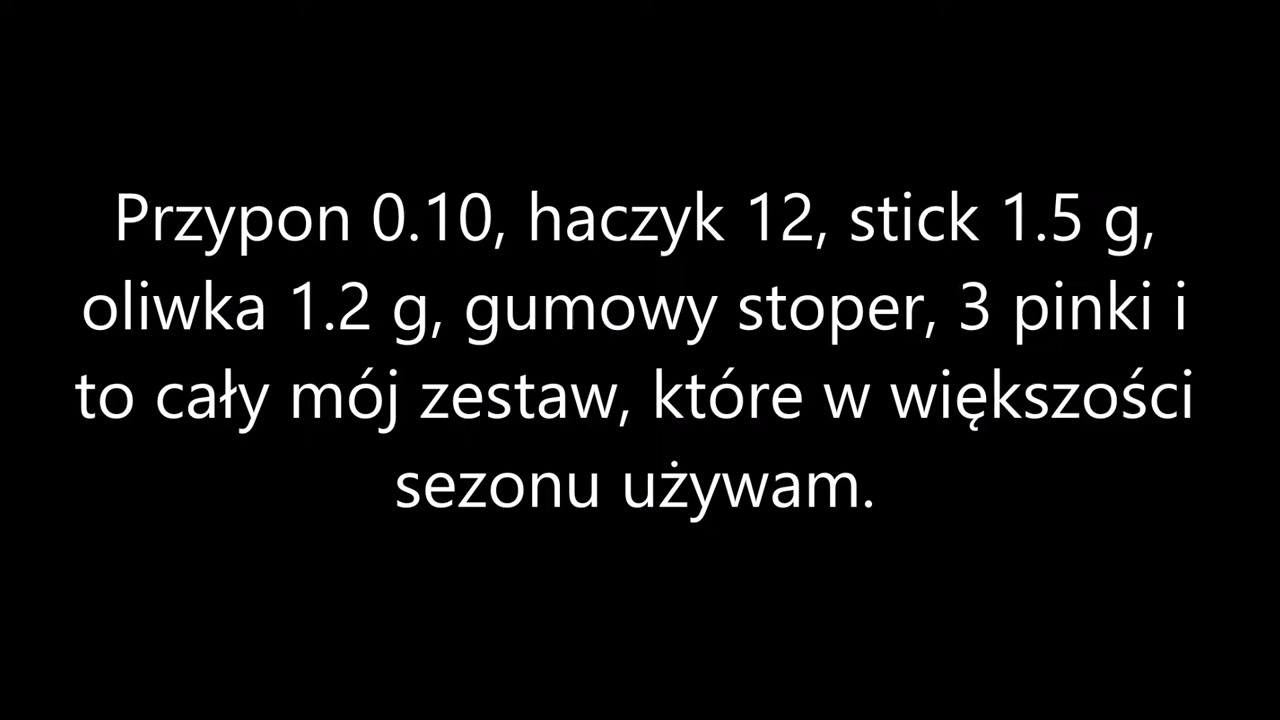 Przypon 0.10, haczyk 12, stick 1.5 g,
oliwka 1.2 g, gumowy stoper, 3 pinki i
to cały mój zestaw, które w większości
sezonu używam.